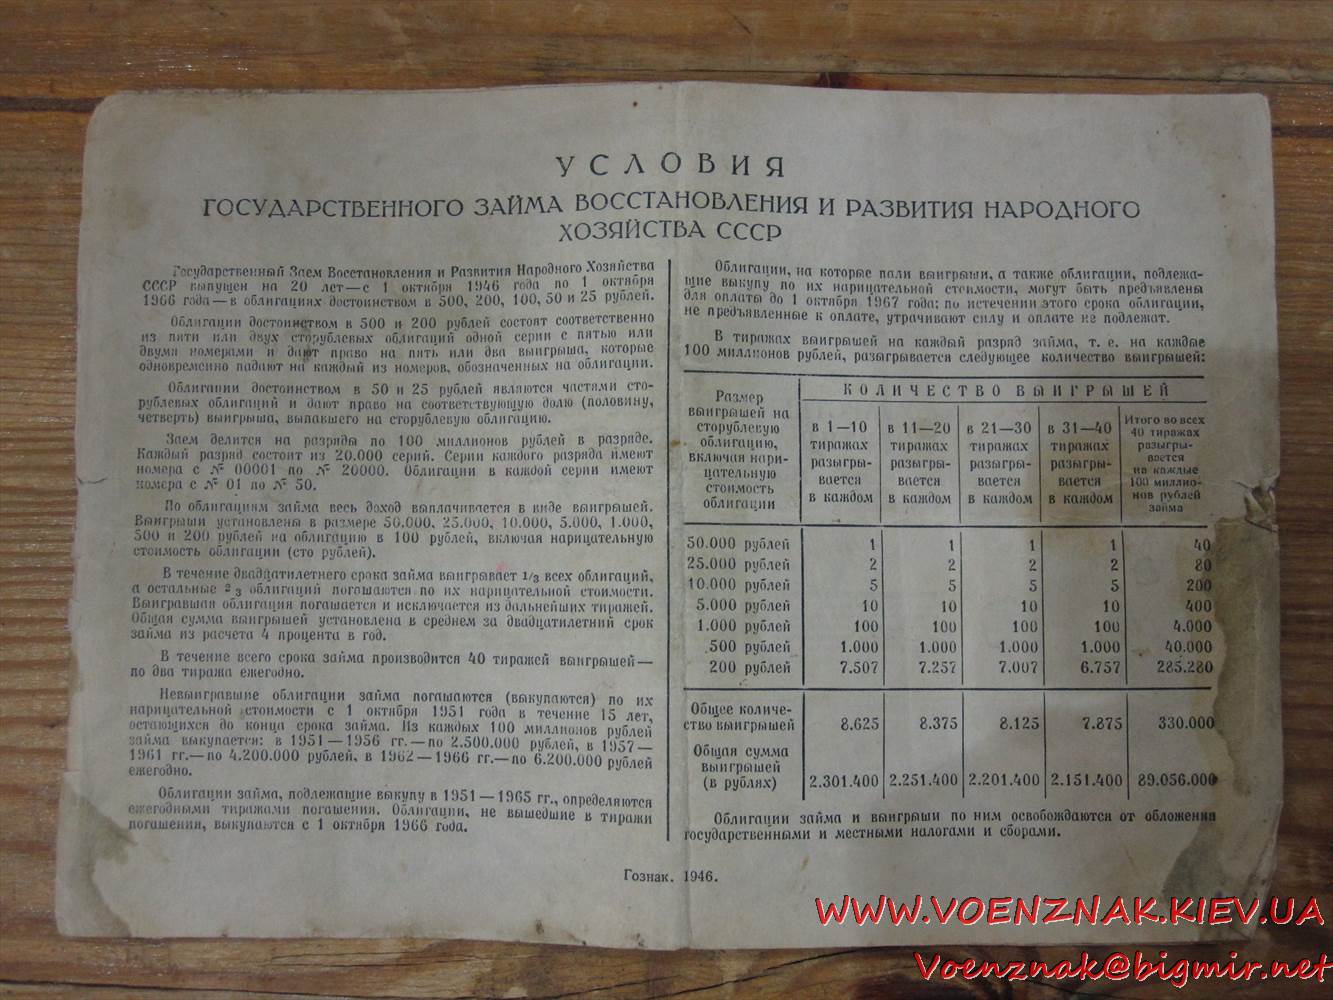 УСЛОВИЯ
ГОСУДАРСТВЕННОГО ЗАЙМА ВОССТАНОВЛЕНИЯ И РАЗВИТИЯ НАРОДНОГО
ХОЗЯЙСТВА СССР
Государственный Заем Восстановления и Развития Народного Хозяйства
СССР выпущен на 20 лет—с 1 октября 1946 года по 1 октября
1966 года—в облигациях достоинством в 500, 200, 100, 50 и 25 рублей.
Облигации достоинством в 500 и 200 рублей состоят соответственно
из пяти или двух сторублевых облигаций одной серии с пятью или
двумя номерами и дают право на пять или два выигрыша, которые
одновременно падают на каждый из номеров, обозначенных на облигации.
Облигации достоинством в 50 и 25 рублей являются частями сто-
рублевых облигаций и дают право на соответствующую долю (половину,
четверть) выигрыша, выпавшего на сторублевую облигацию.
Заем делится на разряды по 100 миллионов рублей в разряде.
Каждый разряд состоит из 20.000 серий. Серии каждого разряда имеют
номера с № 00001 по № 20000. Облигации в каждой серии имеют
номера с № 01 по № 50.
По облигациям займа весь доход выплачивается в виде выигрышей.
Выигрыши установлены в размере 50.000, 25.000, 10.000, 5.000, 1.000,
500 и 200 рублей на облигацию в 100 рублей, включая нарицательную
стоимость облигации (сто рублей).
В течение двадцатилетнего срока займа выигрывает 1/3 всех облигаций,
а остальные 2/3 облигаций погашаются по их нарицательной стоимости.
Выигравшая облигация погашается и исключается из дальнейших тиражей.
Общая сумма выигрышей установлена в среднем за двадцатилетний срок
займа из расчета 4 процента в год.
В течение всего срока займа производится 40 тиражей выигрышей—
по два тиража ежегодно.
Невыигравшие облигации займа погашаются (выкупаются) по их
нарицательной стоимости с 1 октября 1951 года в течение 15 лет,
остающихся до конца срока займа. Из каждых 100 миллионов рублей
займа выкупается: в 1951—1956 гг.—по 2.500.000 рублей, в 1957—
1961 гг.—по 4.200.000 рублей, в 1962—1966 гг.—по 6.200.000 рублей
ежегодно.
Облигации займа, подлежащие выкупу в 1951—1965 гг., определяются
ежегодными тиражами погашения. Облигации, не вышедшие в тиражи
погашения, выкупаются с 1 октября 1966 года.
Облигации, на которые пали выигрыши, а также облигации, подлежа-
щие выкупу по их нарицательной стоимости, могут быть предъявлены
для оплаты до 1 октября 1967 года; по истечении этого срока облигации,
не предъявленные к оплате, утрачивают силу и оплате не подлежат.
В тиражах выигрышей на каждый разряд займа, т. е. на каждые
100 миллионов рублей, разыгрывается следующее количество выигрышей:
Размер
выигрышей на
сторублевую
облигацию,
включая нари-
цательную
стоимость
облигации
КОЛИЧЕСТВО ВЫИГРЫШЕЙ
в 1—10
тиражах
разыгры-
вается
в каждом
в 11—20
тиражах
разыгры-
вается
в каждом
в 21—30
тиражах
разыгры-
вается
в каждом
в 31—40
тиражах
разыгры-
вается
в каждом
Итого во всех
40 тиражах
разыгры-
вается
на каждые
100 миллио-
нов рублей
займа
50.000 рублей 1 1 1 1 40
25.000 рублей 2 2 2 2 80
10.000 рублей 5 5 5 5 200
5.000 рублей 10 10 10 10 400
1.000 рублей 100 100 100 100 4.000
500 рублей 1.000 1.000 1.000 1.000 40.000
200 рублей 7.507 7.257 7.007 6.757 285.280
Общее количе-
ство выигрышей 8.625 8.375 8.125 7.875 330.000
Общая сумма
выигрышей
(в рублях) 2.301.400 2.251.400 2.201.400 2.151.400 89.056.000
Облигации займа и выигрыши по ним освобождаются от обложения
государственными и местными налогами и сборами.
Гознак. 1946.
WWW.VOENZNAK.KIEV.UA
Voenznak@bigmir.net